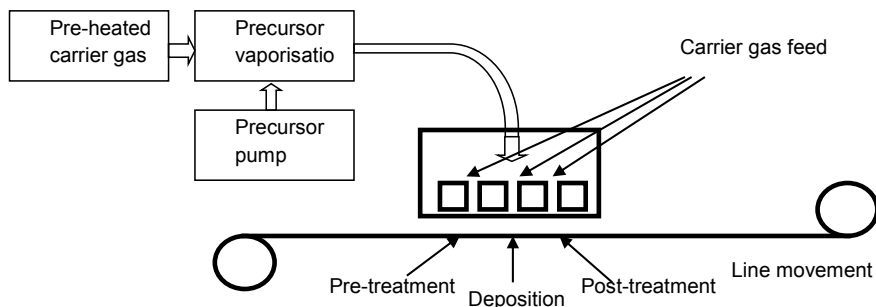 Pre-heated
carrier gas
Precursor
vaporisatio
Carrier gas feed
Precursor
pump
Pre-treatment
Deposition
Post-treatment
Line movement